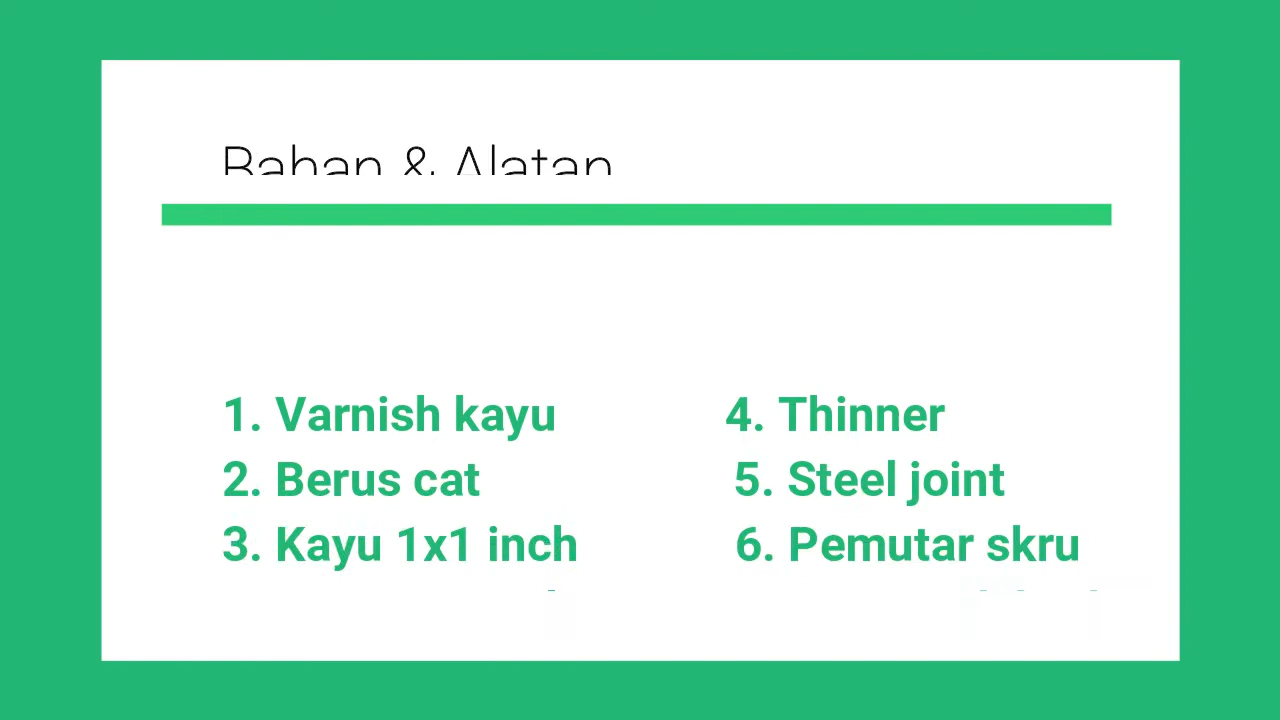 Bahan & Alatan
1. Varnish kayu
2. Berus cat
3. Kayu 1x1 inch
4. Thinner
5. Steel joint
6. Pemutar skru